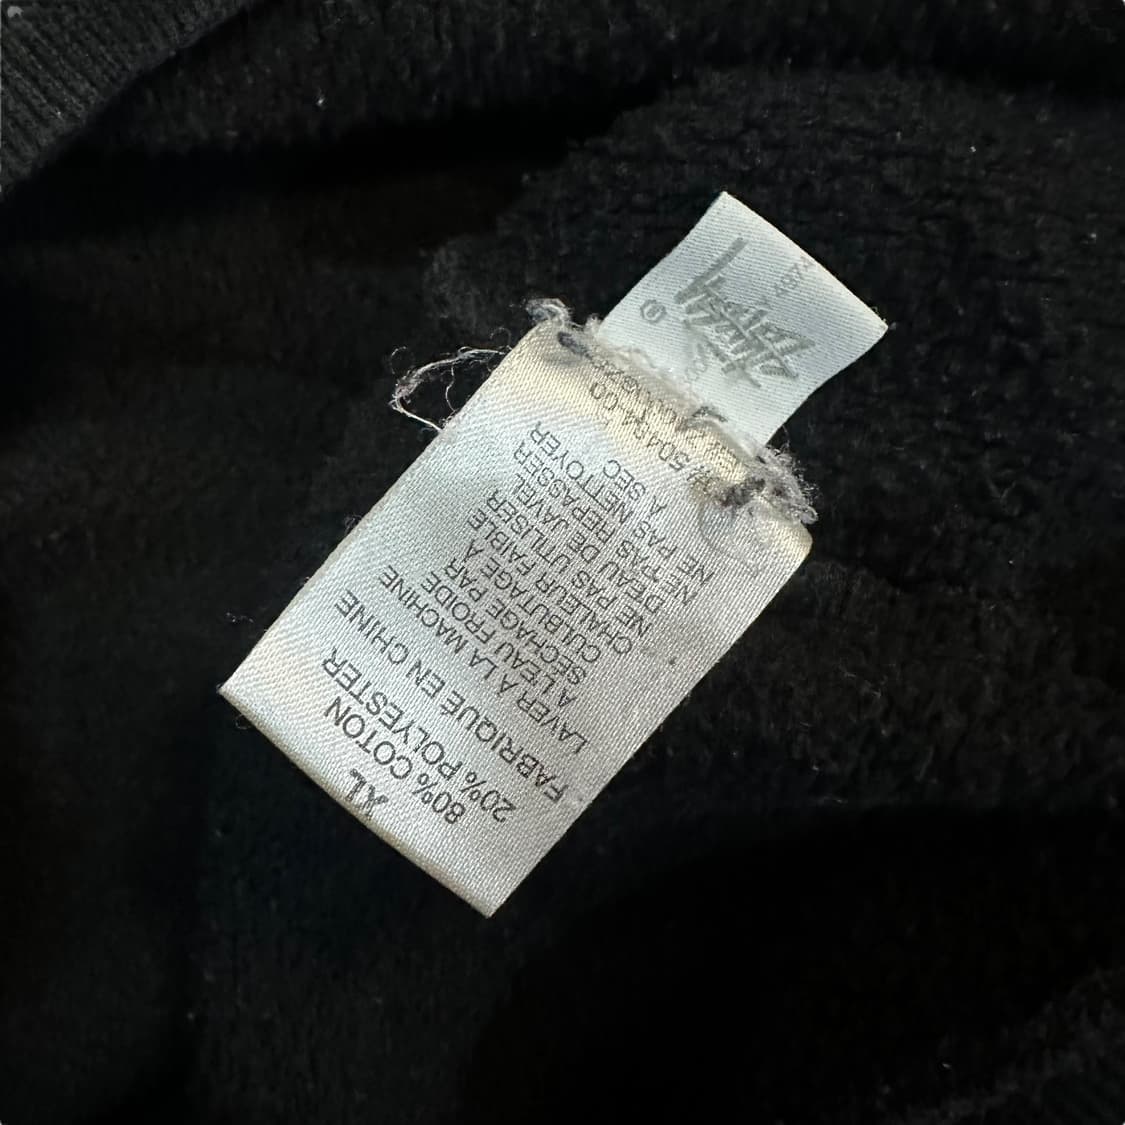 XL
80% COTON
20% POLYESTER
FABRIQUÉ EN CHINE
LAVER À LA MACHINE
A L'EAU FROIDE
SECHAGE PAR
CULBUTAGE A
CHALEUR FAIBLE
NE PAS UTILISER
D'EAU DE JAVEL
NE PAS REPASSER
NE PAS NETTOYER
A SEC